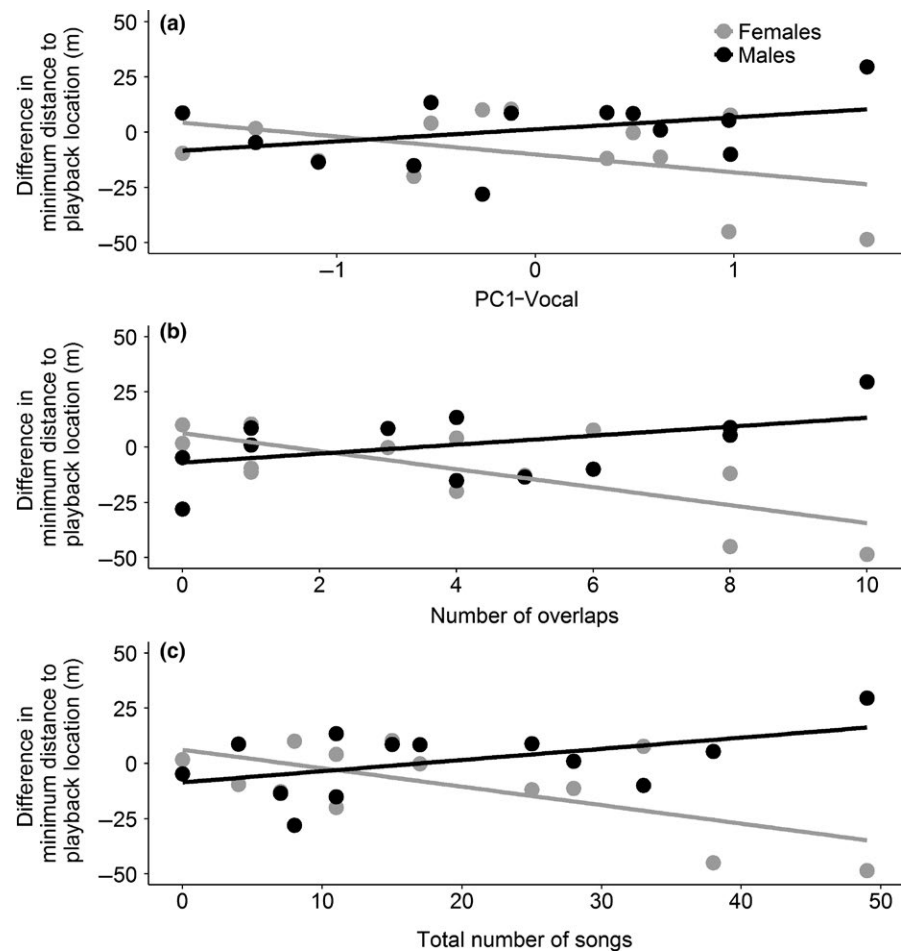 (a)
Females
Males
Difference in
minimum distance to
playback location (m)
50
25
0
–25
–50
–1
0
1
PC1–Vocal
(b)
Difference in
minimum distance to
playback location (m)
50
25
0
–25
–50
0
2
4
6
8
10
Number of overlaps
(c)
Difference in
minimum distance to
playback location (m)
50
25
0
–25
–50
0
10
20
30
40
50
Total number of songs